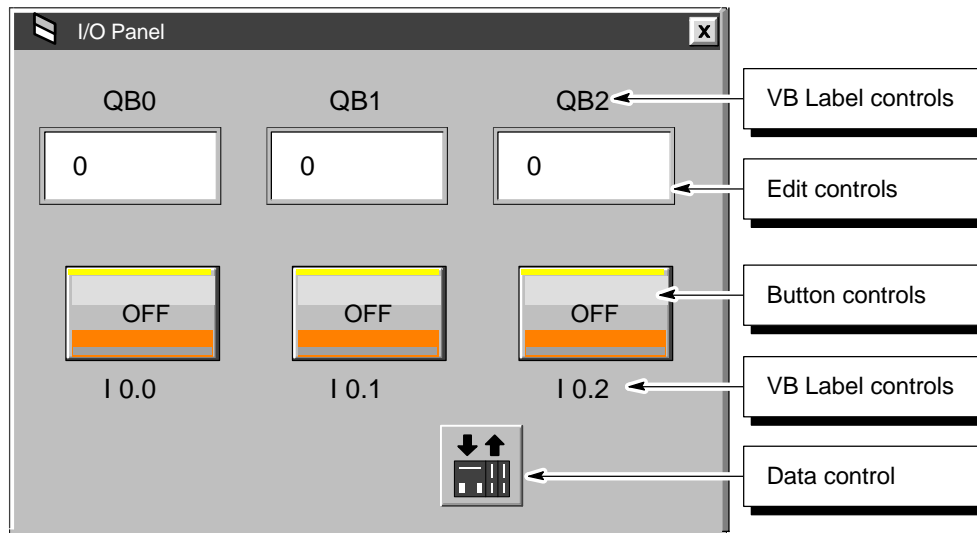 I/O Panel
X
QB0 QB1 QB2
VB Label controls
0 0 0
Edit controls
OFF OFF OFF
Button controls
I 0.0 I 0.1 I 0.2
VB Label controls
Data control